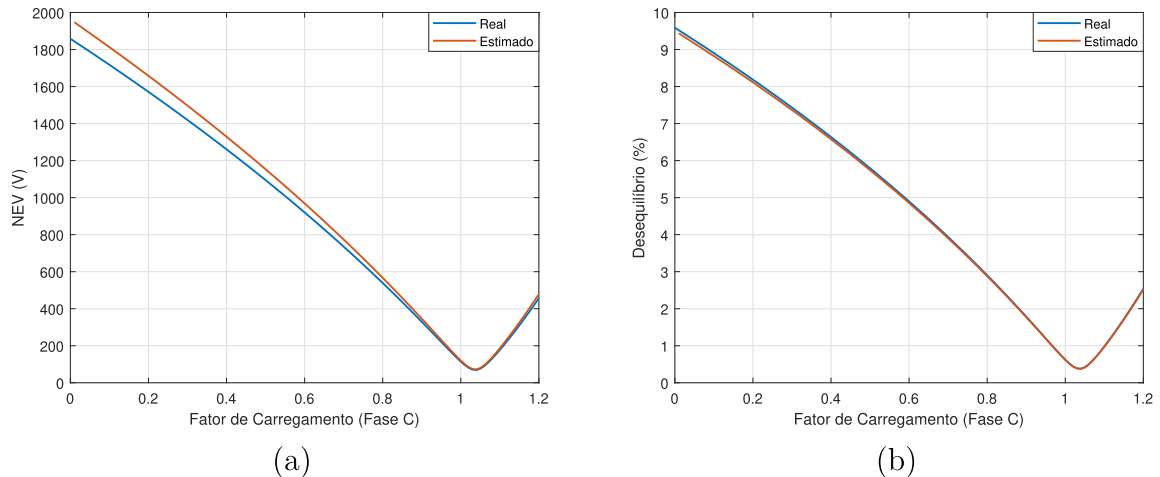 2000
1800
1600
1400
1200
1000
800
600
400
200
0
NEV (V)
Real
Estimado
0 0.2 0.4 0.6 0.8 1 1.2
Fator de Carregamento (Fase C)
(a)
10
9
8
7
6
5
4
3
2
1
0
Desequilíbrio (%)
Real
Estimado
0 0.2 0.4 0.6 0.8 1 1.2
Fator de Carregamento (Fase C)
(b)